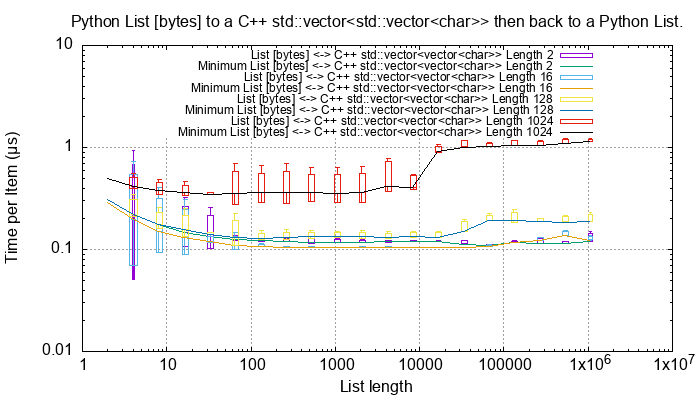 Python List [bytes] to a C++ std::vector<std::vector<char>> then back to a Python List.
10
1
0.1
0.01
Time per Item (µs)
List [bytes] <-> C++ std::vector<vector<char>> Length 2
Minimum List [bytes] <-> C++ std::vector<vector<char>> Length 2
List [bytes] <-> C++ std::vector<vector<char>> Length 16
Minimum List [bytes] <-> C++ std::vector<vector<char>> Length 16
List [bytes] <-> C++ std::vector<vector<char>> Length 128
Minimum List [bytes] <-> C++ std::vector<vector<char>> Length 128
List [bytes] <-> C++ std::vector<vector<char>> Length 1024
Minimum List [bytes] <-> C++ std::vector<vector<char>> Length 1024
1 10 100 1000 10000 100000 1x10⁶ 1x10⁷
List length